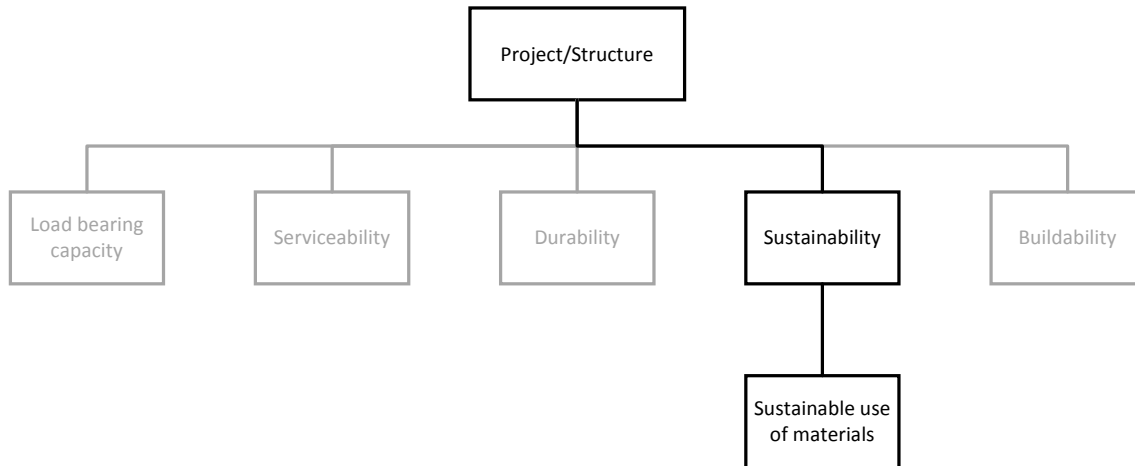 Project/Structure
Load bearing
capacity
Serviceability
Durability
Sustainability
Buildability
Sustainable use
of materials